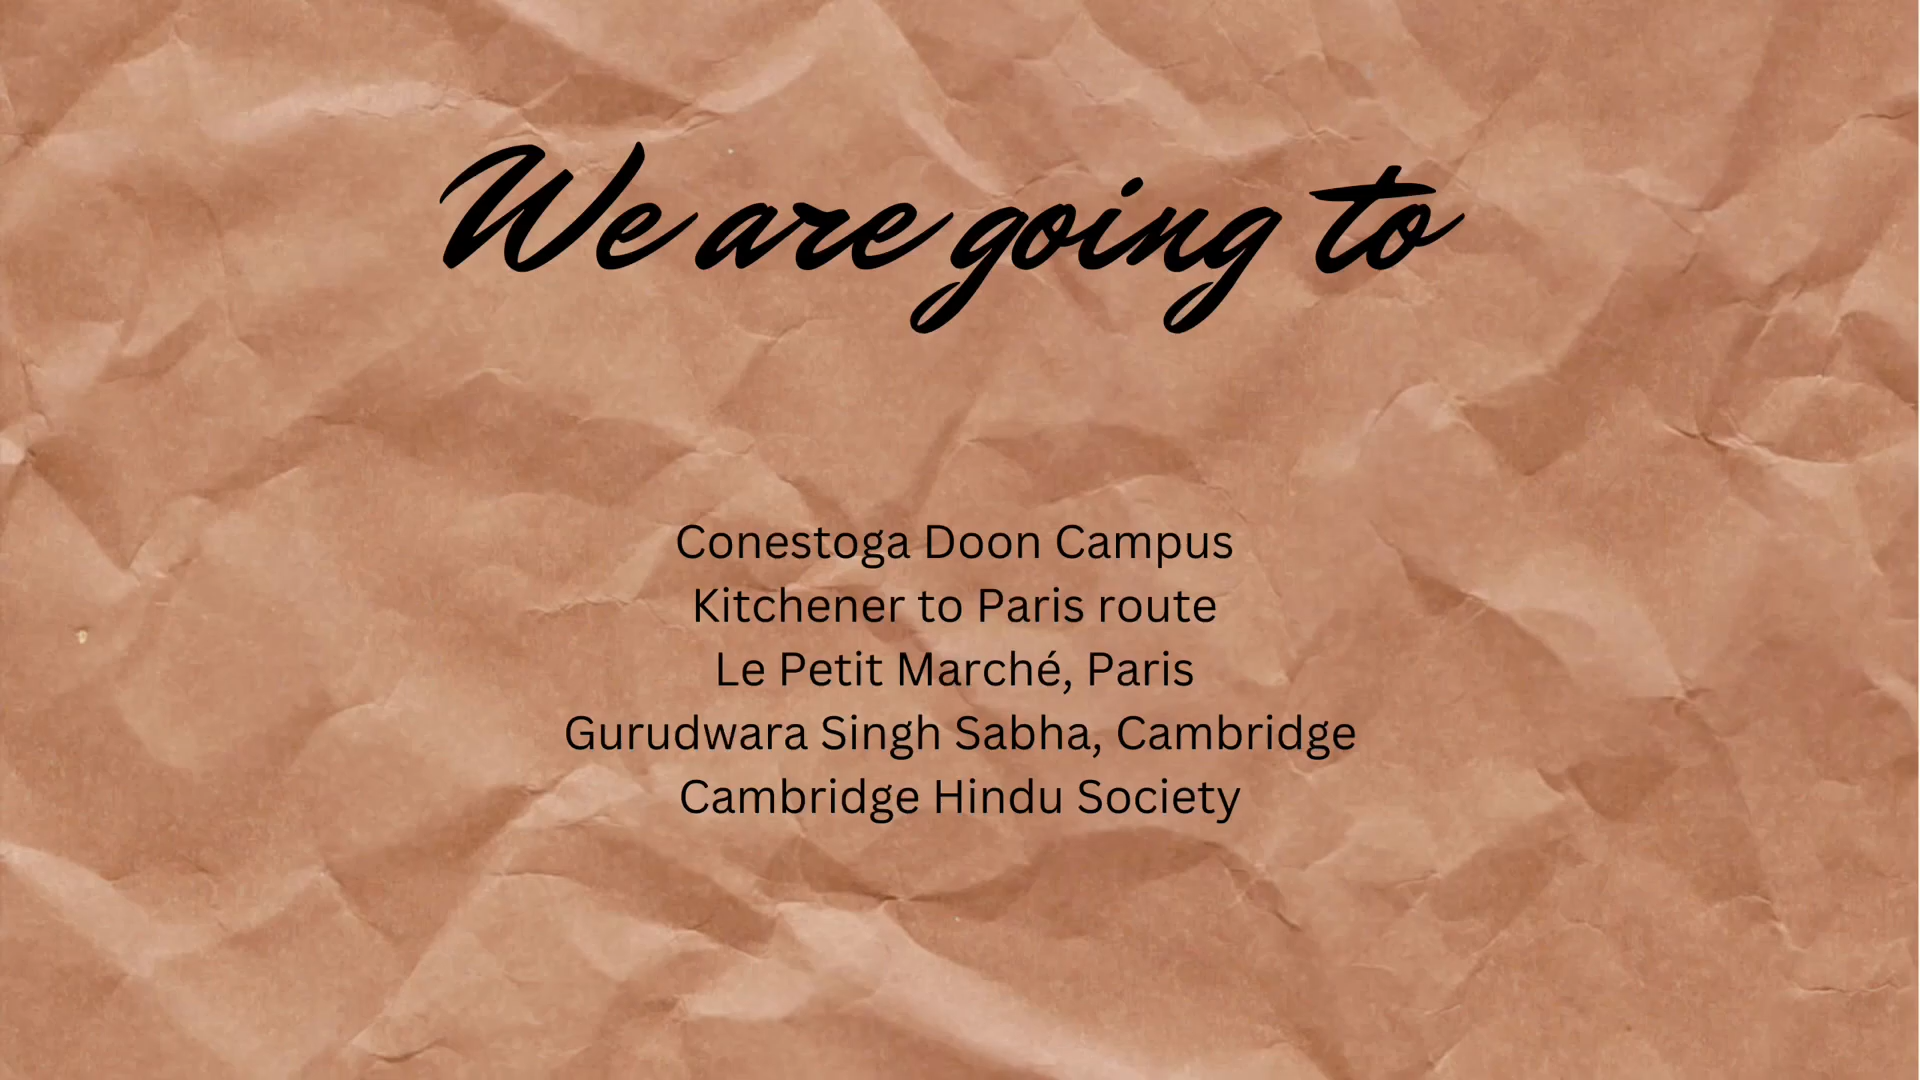 We are going to
Conestoga Doon Campus
Kitchener to Paris route
Le Petit Marché, Paris
Gurudwara Singh Sabha, Cambridge
Cambridge Hindu Society